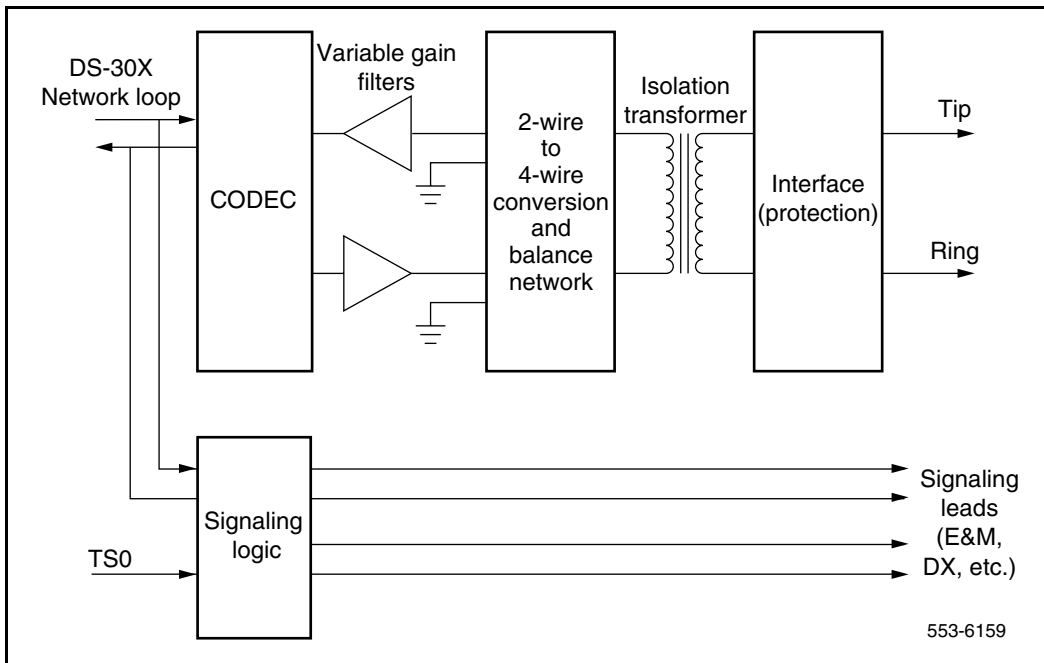 DS-30X
Network loop
Variable gain
filters
CODEC
2-wire
to
4-wire
conversion
and
balance
network
Isolation
transformer
Interface
(protection)
Tip
Ring
Signaling
logic
TS0
Signaling
leads
(E&M,
DX, etc.)
553-6159